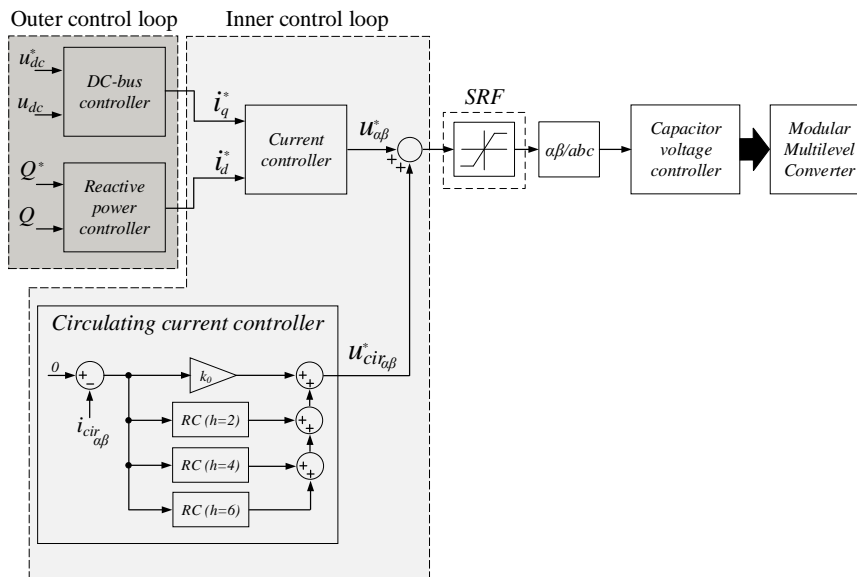 Outer control loop
Inner control loop
u*dc
udc
DC-bus
controller
Q*
Q
Reactive
power
controller
i*q
i*d
Current
controller
u*αβ
+
+
SRF
αβ/abc
Capacitor
voltage
controller
Modular
Multilevel
Converter
Circulating current controller
0
+
−
icirαβ
k0
RC (h=2)
RC (h=4)
RC (h=6)
+
+
+
+
+
+
u*cirαβ